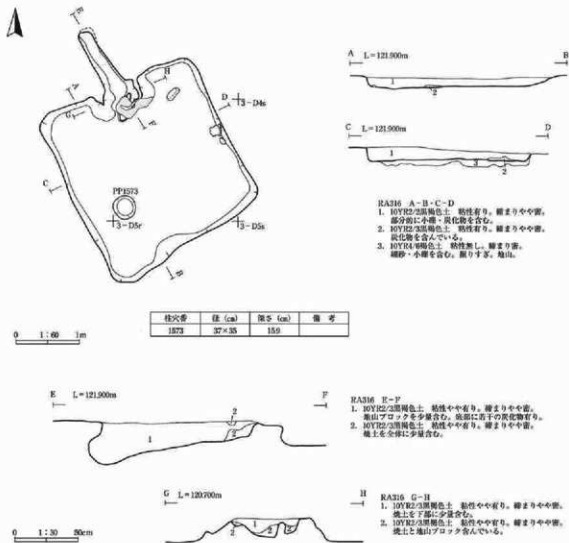 E
A
H
D
3-D4s
G
F
C
PP1573
3-D5r
3-D5s
B
A L=121.900m B
1
2
C L=121.900m D
1
3
2
RA316 A-B・C-D
1. 10YR2/2黒褐色土 粘性有り。締まりやや密。
部分的に小礫・炭化物を含む。
2. 10YR2/3黒褐色土 粘性有り。締まりやや密。
炭化物を含んでいる。
3. 10YR4/6褐色土 粘性無し。締まり密。
細砂・小礫を含む。掘りすぎ。地山。
柱穴番 径(cm) 深さ(cm) 備考
1573 37×35 15.9
0 1:60 1m
E L=121.900m F
2
1
2
RA316 E-F
1. 10YR2/3黒褐色土 粘性やや有り。締まりやや密。
地山ブロックを少量含む。底部に若干の炭化物有り。
2. 10YR2/3黒褐色土 粘性やや有り。締まりやや密。
焼土を全体に少量含む。
G L=120.700m H
1
2 2 2
0 1:30 50cm
RA316 G-H
1. 10YR2/3黒褐色土 粘性やや有り。締まりやや密。
焼土を下部に少量含む。
2. 10YR2/3黒褐色土 粘性やや有り。締まりやや密。
焼土と地山ブロック含んでいる。